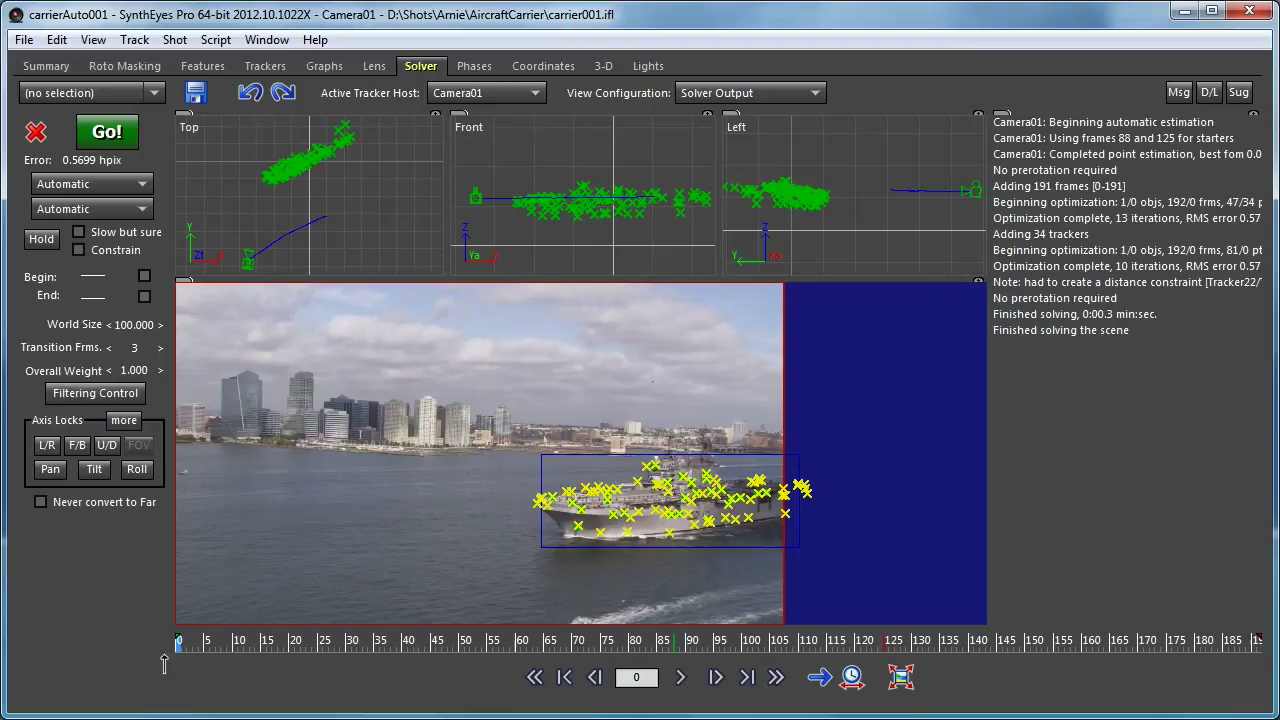 carrierAuto001 - SynthEyes Pro 64-bit 2012.10.1022X - Camera01 - D:\Shots\Arnie\AircraftCarrier\carrier001.ifl
File Edit View Track Shot Script Window Help
Summary Roto Masking Features Trackers Graphs Lens Solver Phases Coordinates 3-D Lights
(no selection) Active Tracker Host: Camera01 View Configuration: Solver Output Msg D/L Sug
Go!
Error: 0.5699 hpix
Automatic
Automatic
Hold Slow but sure
Constrain
Begin:
End:
World Size < 100.000 >
Transition Frms. < 3 >
Overall Weight < 1.000 >
Filtering Control
Axis Locks more
L/R F/B U/D FOV
Pan Tilt Roll
Never convert to Far
Top
Y
Zt X
Front
Z
Ya X
Left
Z
Y
Camera01: Beginning automatic estimation
Camera01: Using frames 88 and 125 for starters
Camera01: Completed point estimation, best fom 0.0
No prerotation required
Adding 191 frames [0-191]
Beginning optimization: 1/0 objs, 192/0 frms, 47/34
Optimization complete, 13 iterations, RMS error 0.57
Adding 34 trackers
Beginning optimization: 1/0 objs, 192/0 frms, 81/0 pt
Optimization complete, 10 iterations, RMS error 0.57
Note: had to create a distance constraint [Tracker22/
No prerotation required
Finished solving, 0:00.3 min:sec.
Finished solving the scene
0 5 10 15 20 25 30 35 40 45 50 55 60 65 70 75 80 85 90 95 100 105 110 115 120 125 130 135 140 145 150 155 160 165 170 175 180 185
0